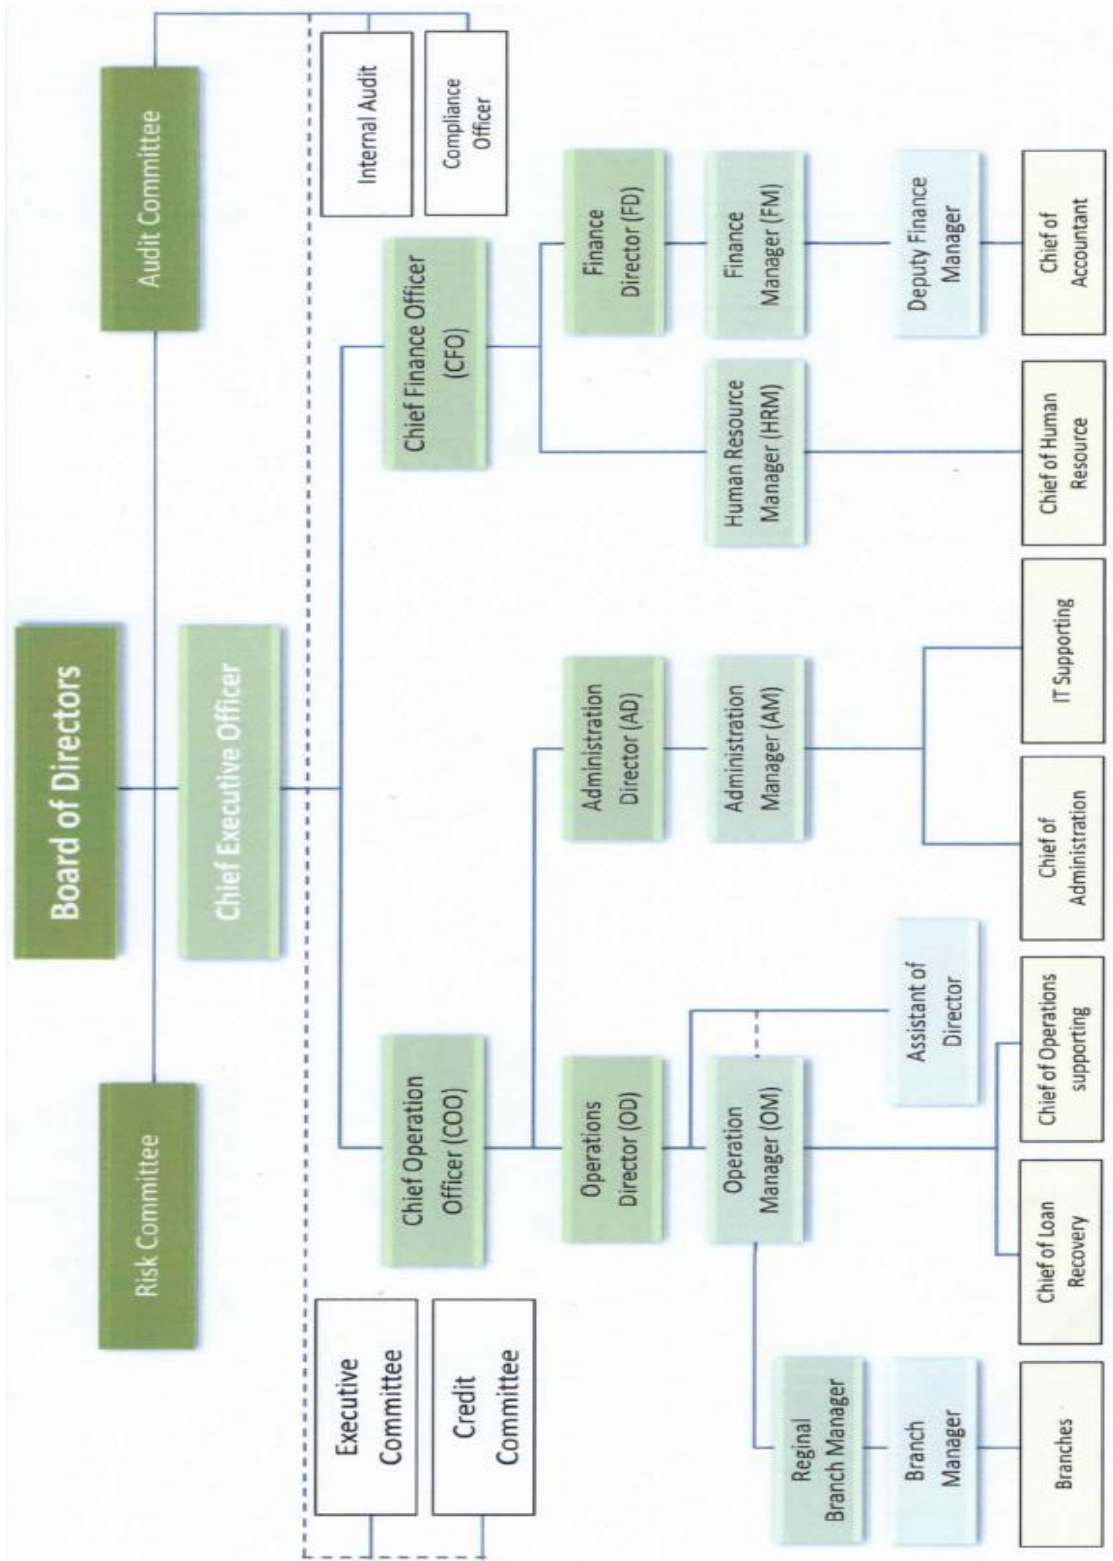 Board of Directors
Risk Committee
Audit Committee
Chief Executive Officer
Executive
Committee
Credit
Committee
Internal Audit
Compliance
Officer
Chief Operation
Officer (COO)
Chief Finance Officer
(CFO)
Operations
Director (OD)
Administration
Director (AD)
Finance
Director (FD)
Operation
Manager (OM)
Administration
Manager (AM)
Human Resource
Manager (HRM)
Finance
Manager (FM)
Reginal
Branch Manager
Branch
Manager
Assistant of
Director
Deputy Finance
Manager
Branches
Chief of Loan
Recovery
Chief of Operations
supporting
Chief of
Administration
IT Supporting
Chief of Human
Resource
Chief of
Accountant